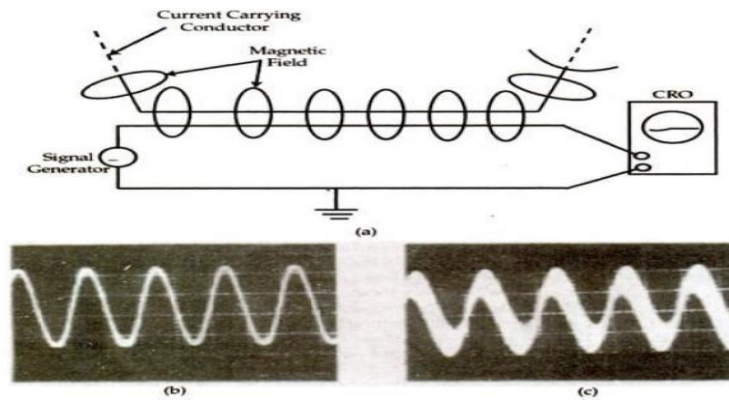 Current Carrying
Conductor
Magnetic
Field
CRO
Signal
Generator
(a)
(b)
(c)